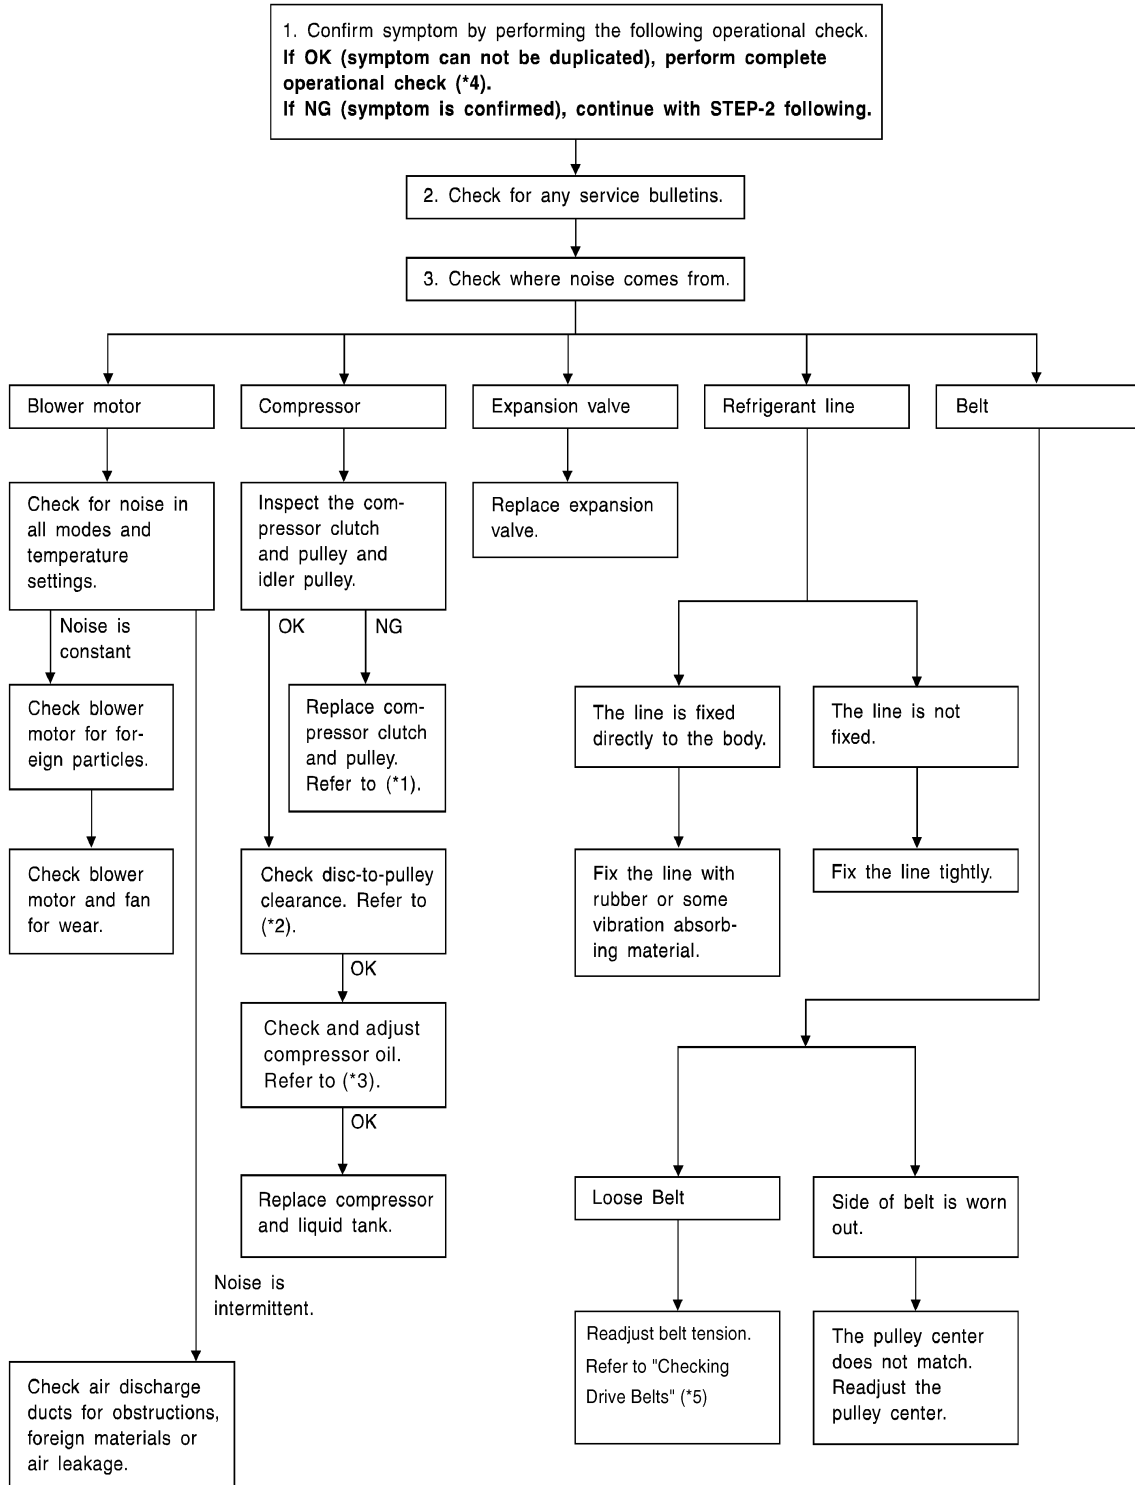 1. Confirm symptom by performing the following operational check.
If OK (symptom can not be duplicated), perform complete
operational check (*4).
If NG (symptom is confirmed), continue with STEP-2 following.
2. Check for any service bulletins.
3. Check where noise comes from.
Blower motor
Compressor
Expansion valve
Refrigerant line
Belt
Check for noise in
all modes and
temperature
settings.
Inspect the com-
pressor clutch
and pulley and
idler pulley.
Replace expansion
valve.
Noise is
constant
OK
NG
Check blower
motor for for-
eign particles.
Replace com-
pressor clutch
and pulley.
Refer to (*1).
The line is fixed
directly to the body.
The line is not
fixed.
Check blower
motor and fan
for wear.
Check disc-to-pulley
clearance. Refer to
(*2).
Fix the line with
rubber or some
vibration absorb-
ing material.
Fix the line tightly.
OK
Check and adjust
compressor oil.
Refer to (*3).
OK
Replace compressor
and liquid tank.
Loose Belt
Side of belt is worn
out.
Noise is
intermittent.
Readjust belt tension.
Refer to "Checking
Drive Belts" (*5)
The pulley center
does not match.
Readjust the
pulley center.
Check air discharge
ducts for obstructions,
foreign materials or
air leakage.